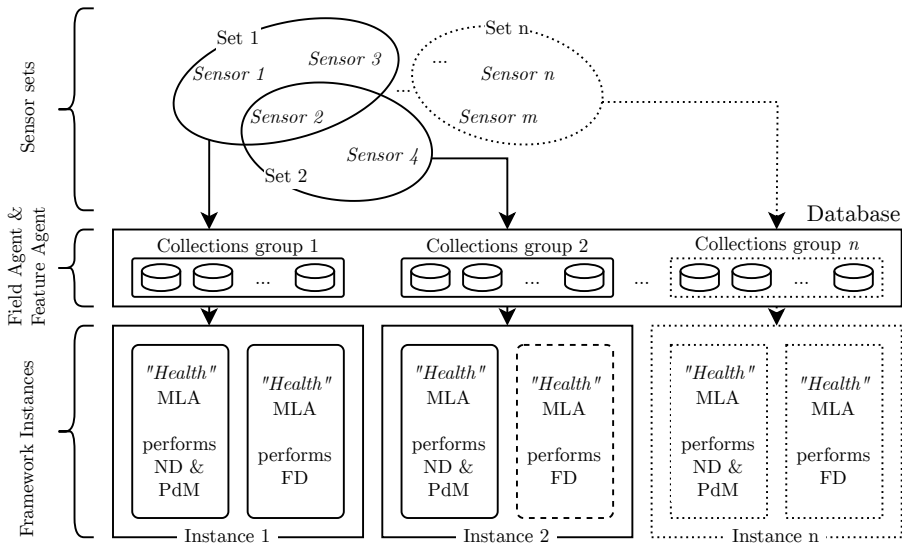 Sensor sets
Set 1
Sensor 1
Sensor 3
Sensor 2
Sensor 4
Set 2
...
Set n
...
Sensor n
Sensor m
Field Agent &
Feature Agent
Database
Collections group 1
...
Collections group 2
...
...
Collections group n
...
Framework Instances
"Health"
MLA
performs
ND &
PdM
"Health"
MLA
performs
FD
Instance 1
"Health"
MLA
performs
ND &
PdM
"Health"
MLA
performs
FD
Instance 2
"Health"
MLA
performs
ND &
PdM
"Health"
MLA
performs
FD
Instance n